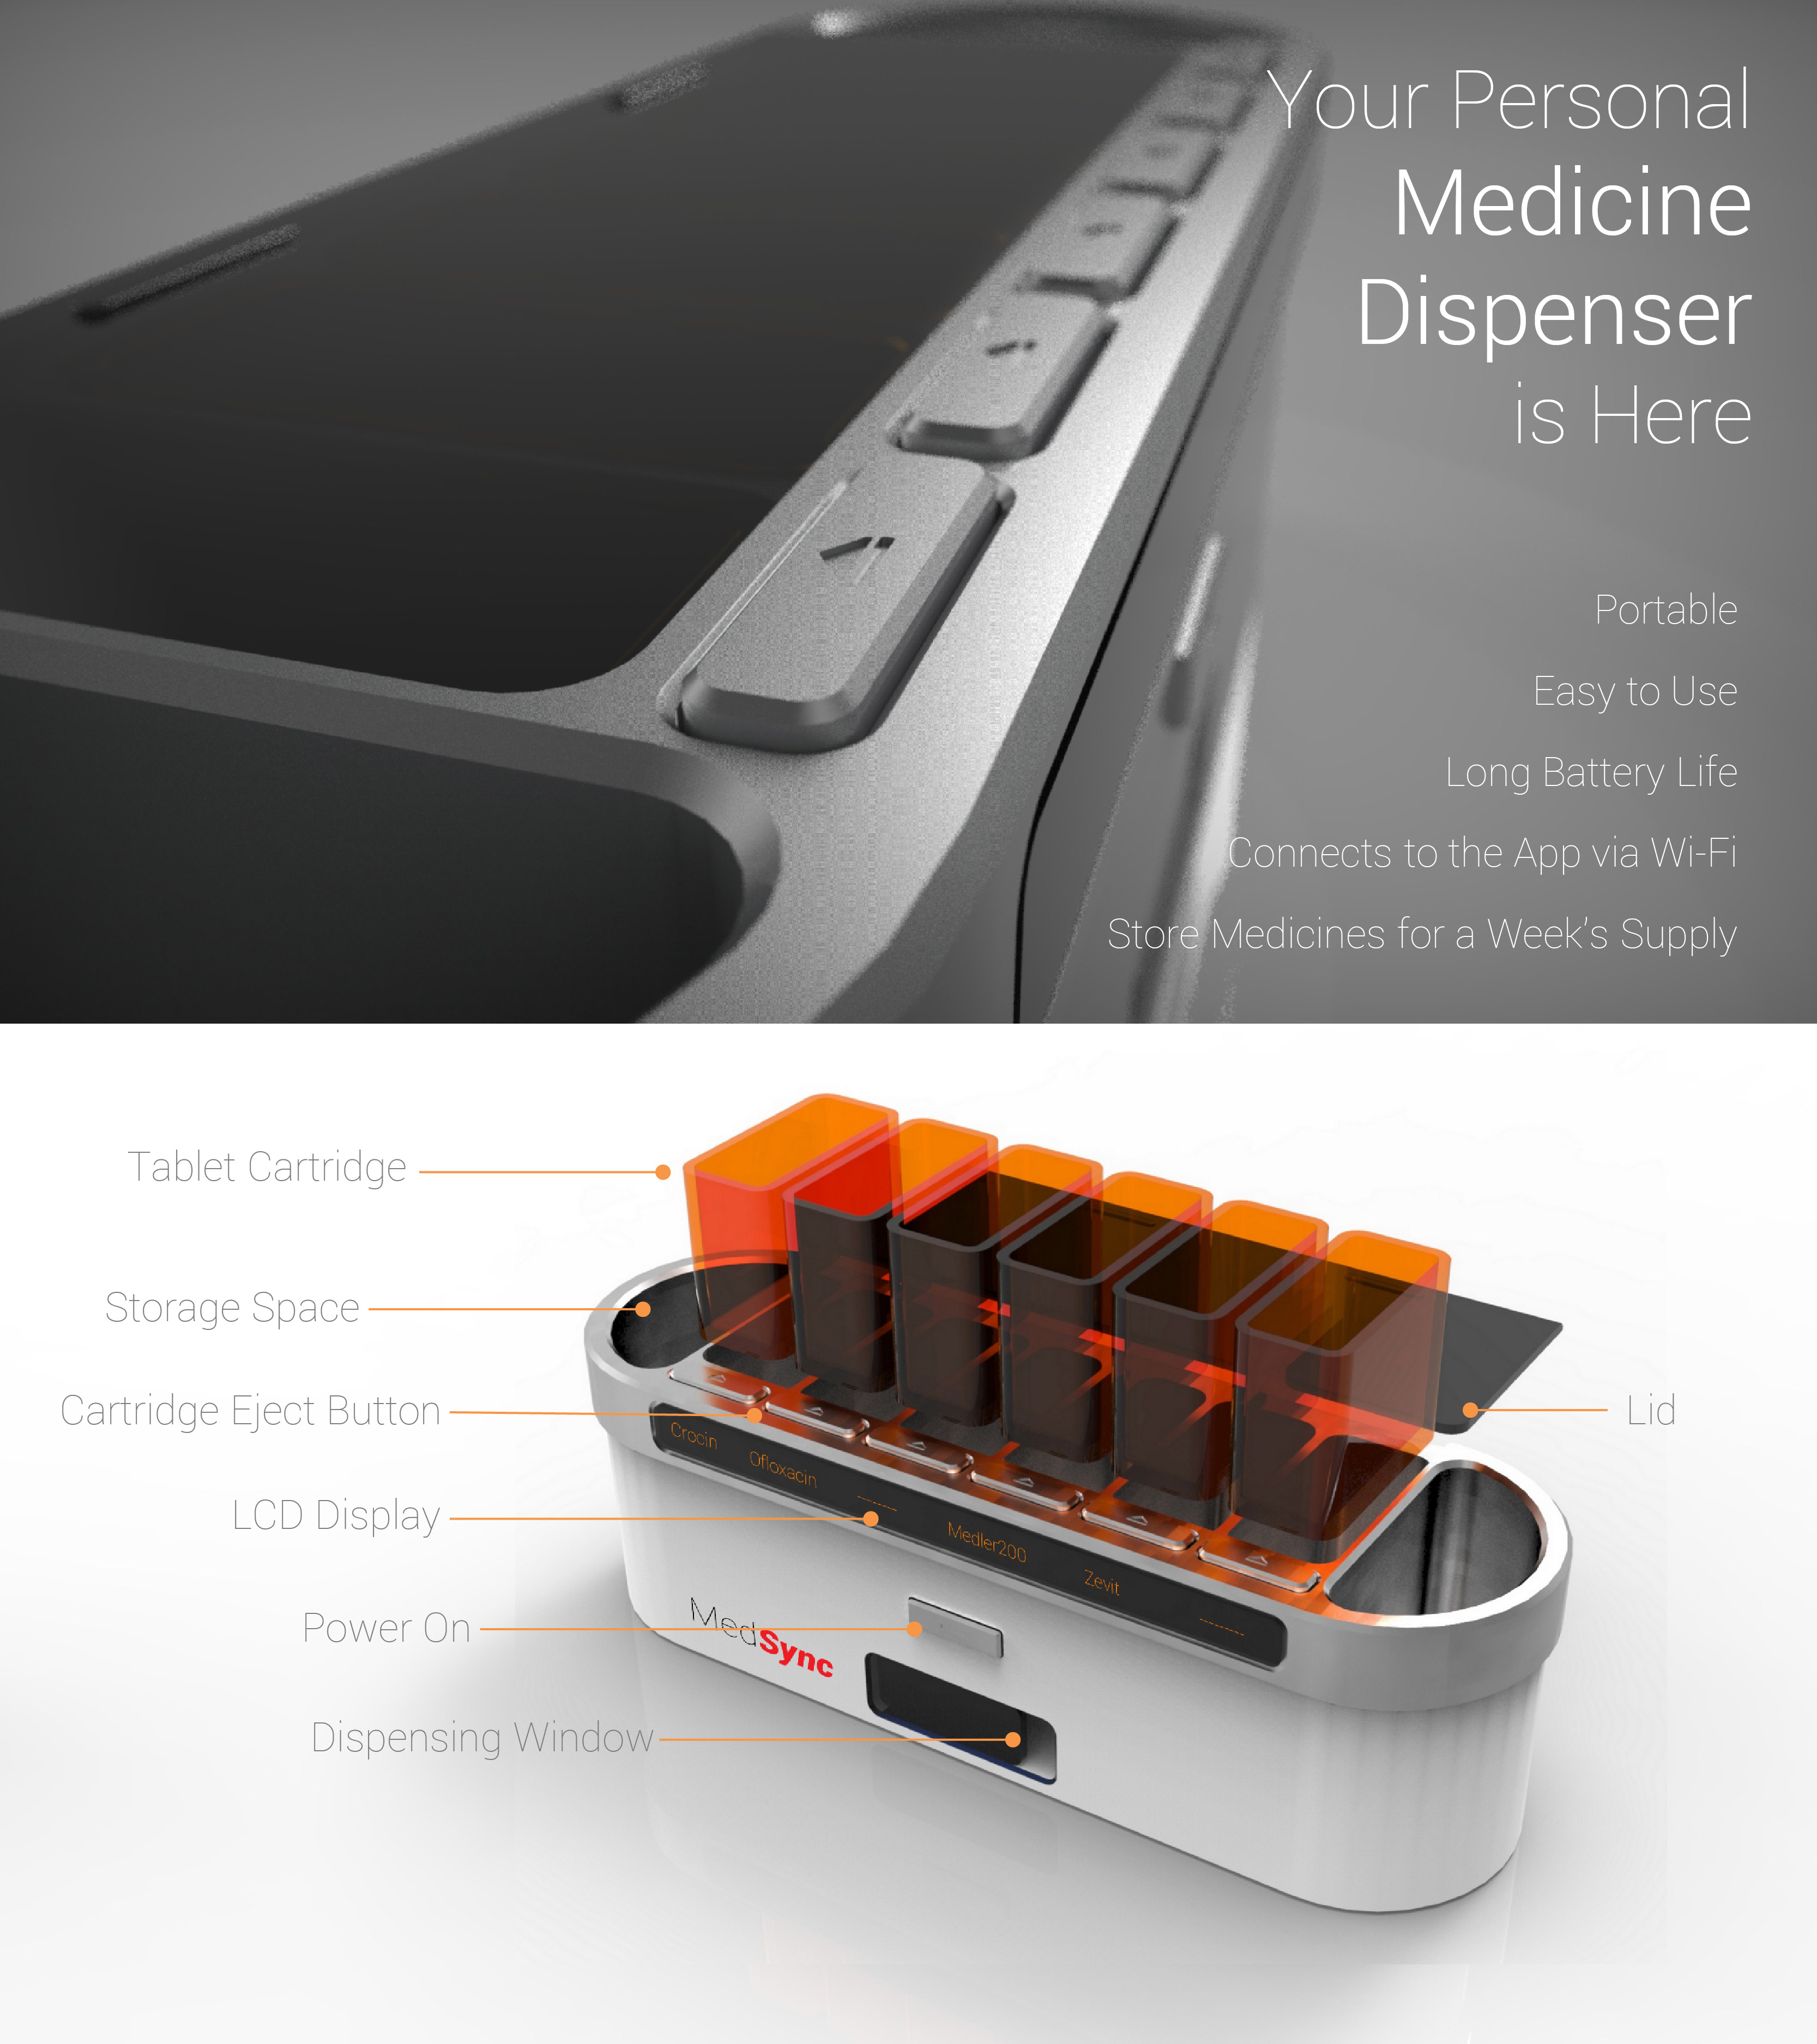 Your Personal
Medicine
Dispenser
is Here
Portable
Easy to Use
Long Battery Life
Connects to the App via Wi-Fi
Store Medicines for a Week's Supply
Tablet Cartridge
Storage Space
Cartridge Eject Button
Lid
LCD Display
Power On
Dispensing Window
Crocin
Ofloxacin
-------
Medler200
Zevit
-------
MedSync